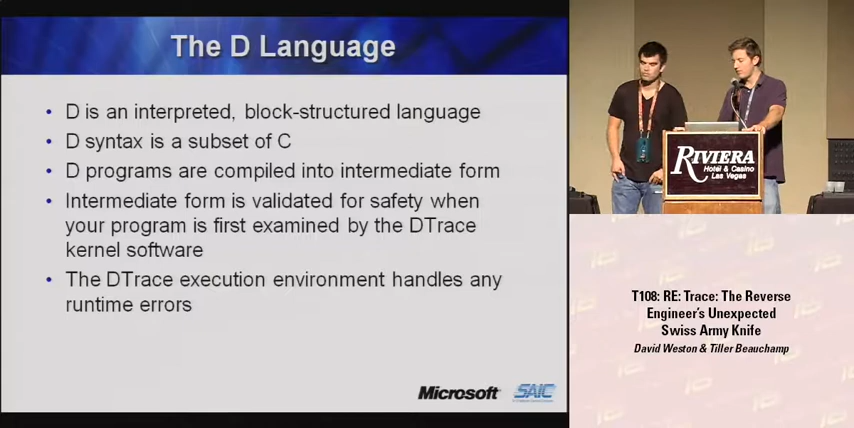 The D Language
• D is an interpreted, block-structured language
• D syntax is a subset of C
• D programs are compiled into intermediate form
• Intermediate form is validated for safety when
your program is first examined by the DTrace
kernel software
• The DTrace execution environment handles any
runtime errors
Microsoft
SAIC
RIVIERA
Hotel & Casino
Las Vegas
T108: RE: Trace: The Reverse
Engineer's Unexpected
Swiss Army Knife
David Weston & Tiller Beauchamp